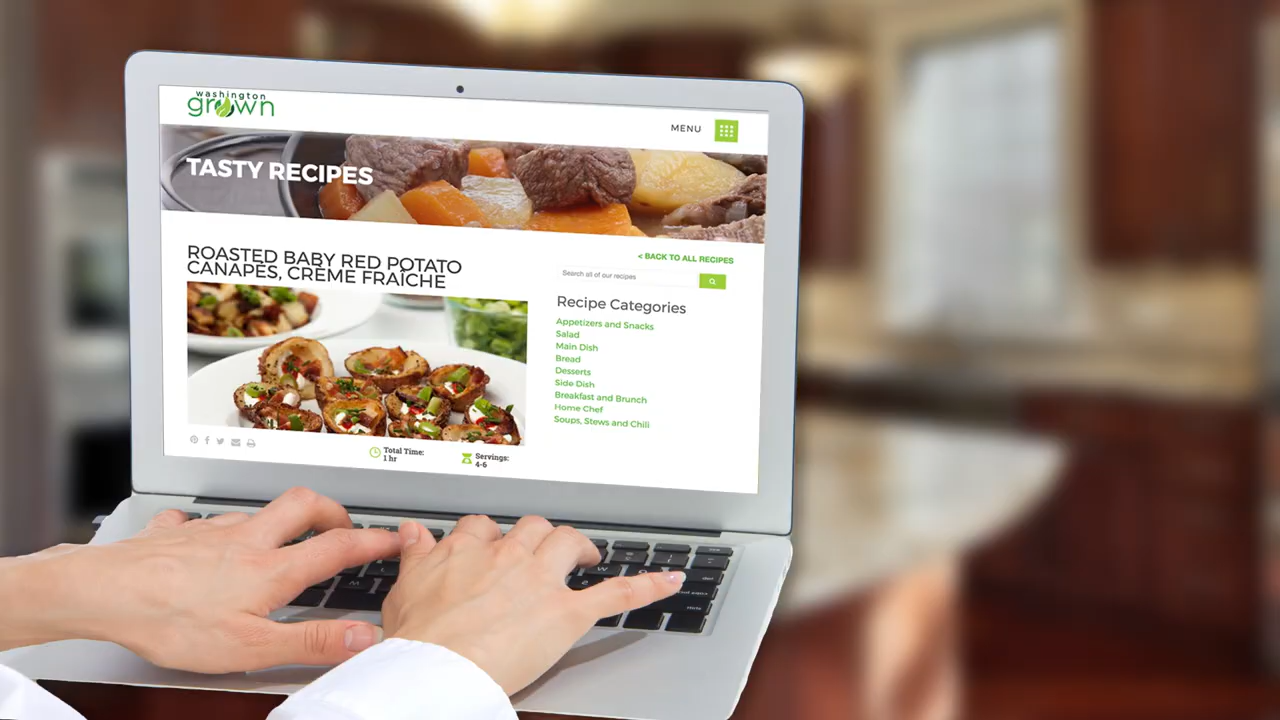 washington
grown
MENU
TASTY RECIPES
< BACK TO ALL RECIPES
ROASTED BABY RED POTATO
CANAPÉS, CRÈME FRAÎCHE
Search all of our recipes
Recipe Categories
Appetizers and Snacks
Salad
Main Dish
Bread
Desserts
Side Dish
Breakfast and Brunch
Home Chef
Soups, Stews and Chili
Total Time:
1 hr
Servings:
4-6